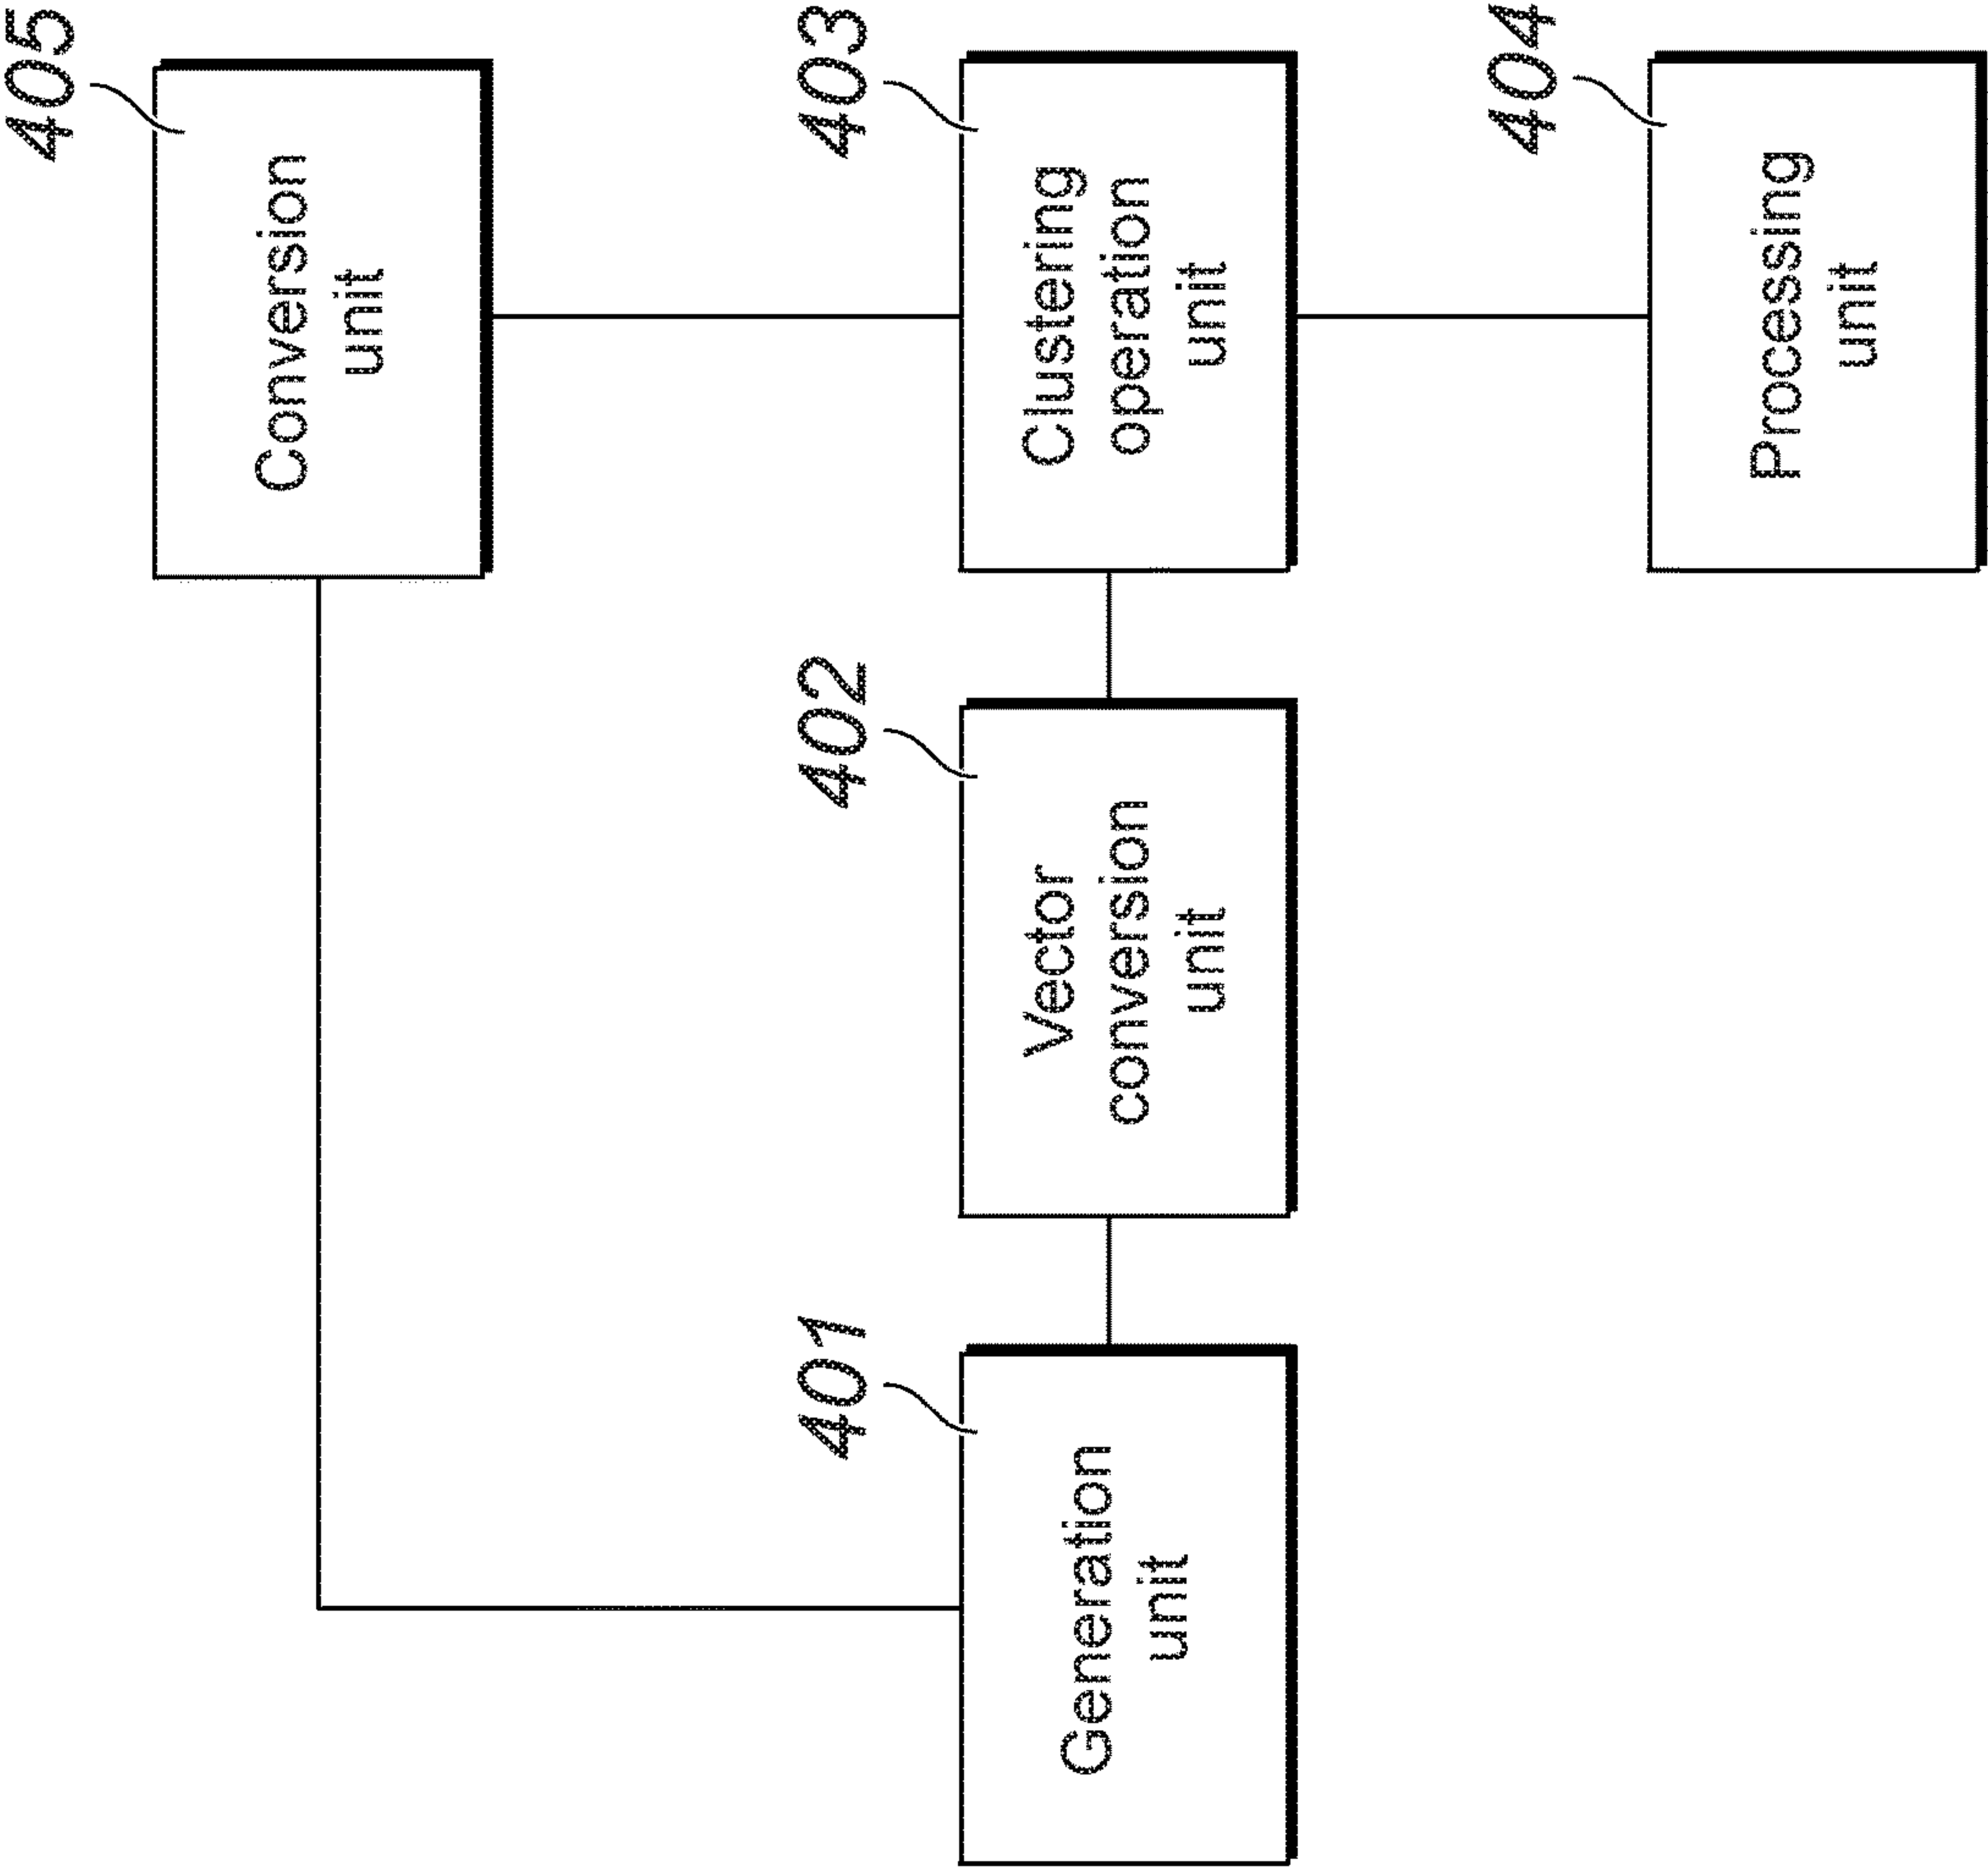 405
Conversion
unit
401
Generation
unit
402
Vector
conversion
unit
403
Clustering
operation
unit
404
Processing
unit